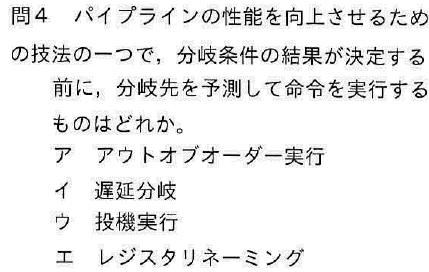 問４　パイプラインの性能を向上させるため
の技法の一つで，分岐条件の結果が決定する
前に，分岐先を予測して命令を実行する
ものはどれか。
ア　アウトオブオーダー実行
イ　遅延分岐
ウ　投機実行
エ　レジスタリネーミング